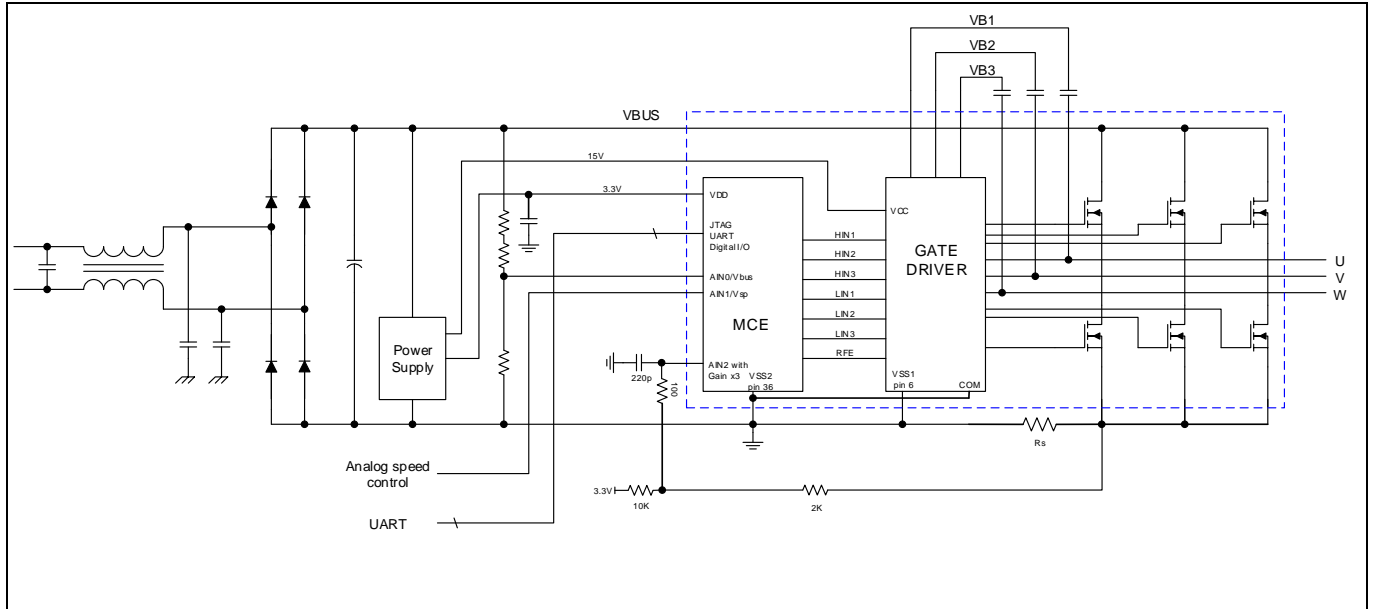 VB1
VB2
VB3
VBUS
15V
3.3V
VDD
VCC
JTAG
UART
Digital I/O
HIN1
HIN2
HIN3
LIN1
LIN2
LIN3
RFE
GATE
DRIVER
AIN0/Vbus
AIN1/Vsp
MCE
U
V
W
Power
Supply
AIN2 with
Gain x3
VSS2
pin 36
VSS1
pin 6
COM
220p
100
Rs
Analog speed
control
3.3V
10K
2K
UART